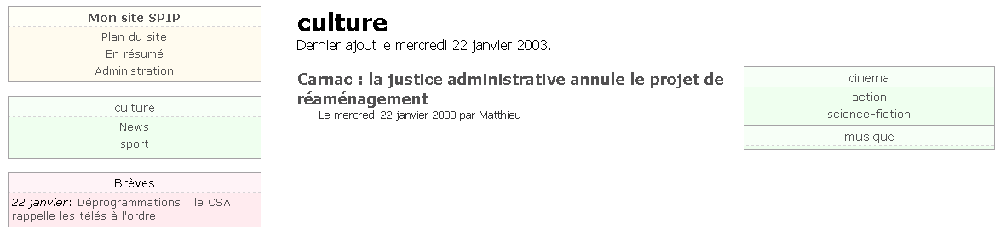 Mon site SPIP
Plan du site
En résumé
Administration
culture
News
sport
Brèves
22 janvier: Déprogrammations : le CSA
rappelle les télés à l'ordre
culture
Dernier ajout le mercredi 22 janvier 2003.
Carnac : la justice administrative annule le projet de
réaménagement
Le mercredi 22 janvier 2003 par Matthieu
cinema
action
science-fiction
musique